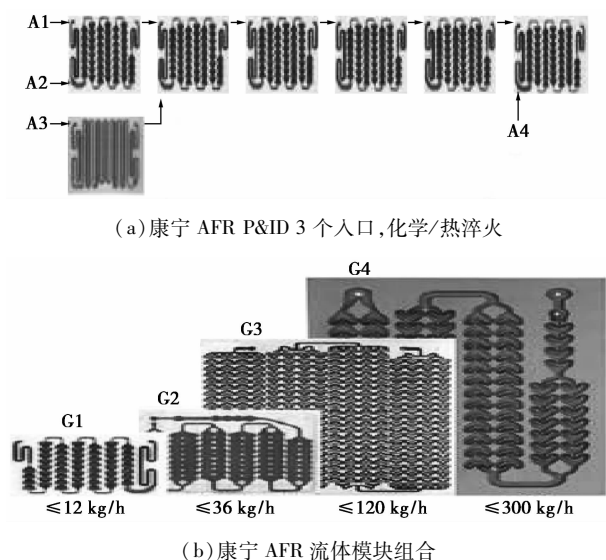 A1
A2
A3
A4
(a)康宁 AFR P&ID 3 个入口,化学/热淬火
G4
G3
G2
G1
≤12 kg/h ≤36 kg/h ≤120 kg/h ≤300 kg/h
(b)康宁 AFR 流体模块组合